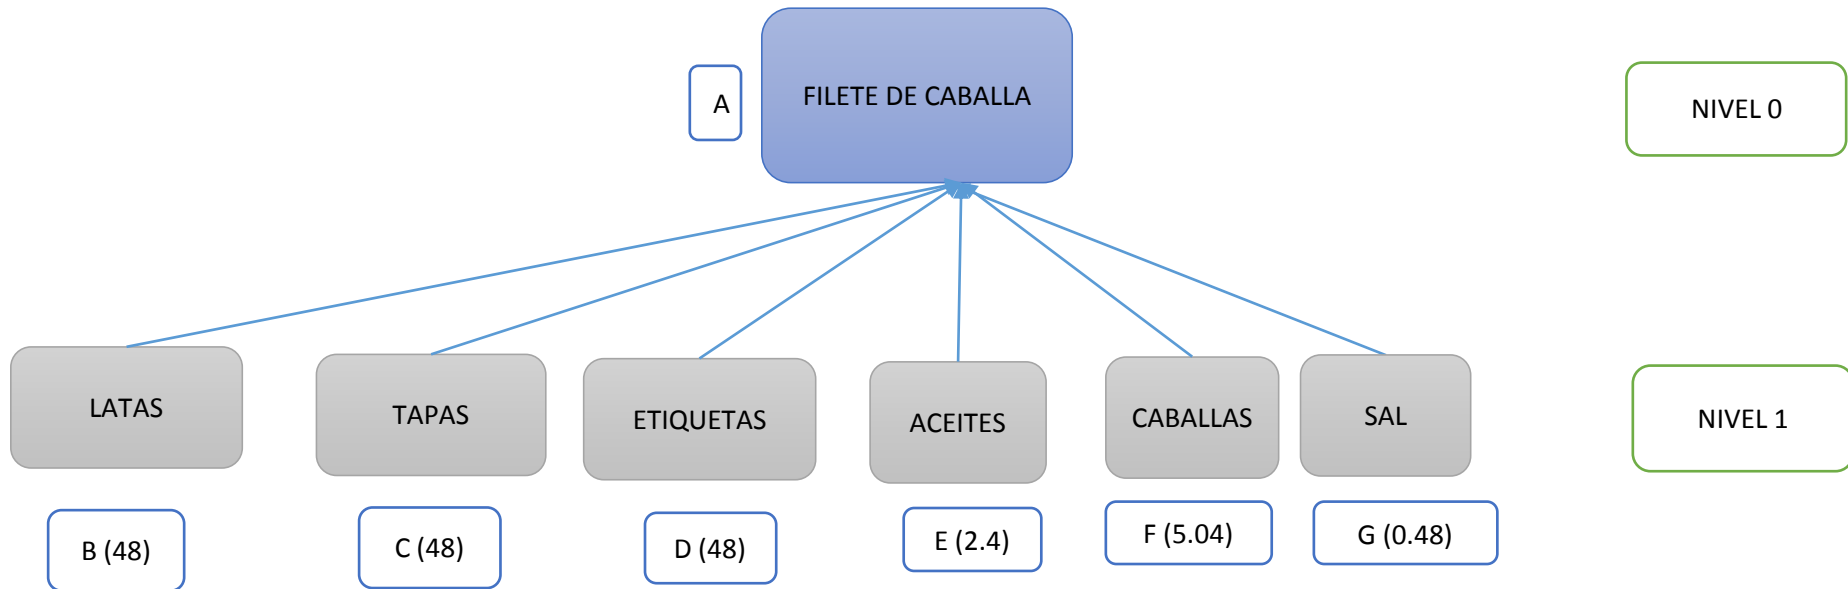 A
FILETE DE CABALLA
NIVEL 0
LATAS
TAPAS
ETIQUETAS
ACEITES
CABALLAS
SAL
NIVEL 1
B (48)
C (48)
D (48)
E (2.4)
F (5.04)
G (0.48)